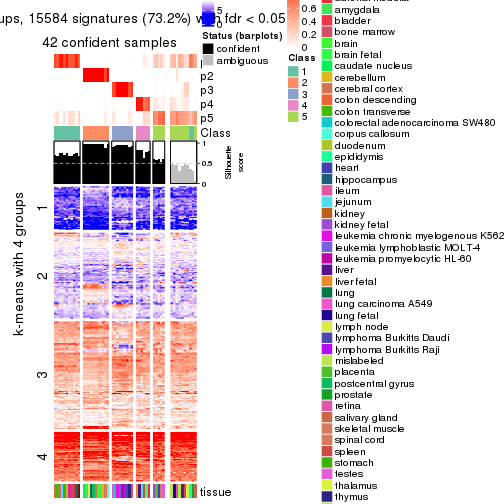 ups, 15584 signatures (73.2%) with fdr < 0.05
42 confident samples
p2
p3
p4
p5
Class
1
0.5
0
Silhouette
score
k-means with 4 groups
1
2
3
4
tissue
5
0
Status (barplots)
confident
ambiguous
0.6
0.4
0.2
0
Class
1
2
3
4
5
amygdala
bladder
bone marrow
brain
brain fetal
caudate nucleus
cerebellum
cerebral cortex
colon descending
colon transverse
colorectal adenocarcinoma SW480
corpus callosum
duodenum
epididymis
heart
hippocampus
ileum
jejunum
kidney
kidney fetal
leukemia chronic myelogenous K562
leukemia lymphoblastic MOLT-4
leukemia promyelocytic HL-60
liver
liver fetal
lung
lung carcinoma A549
lung fetal
lymph node
lymphoma Burkitts Daudi
lymphoma Burkitts Raji
mislabeled
placenta
postcentral gyrus
prostate
retina
salivary gland
skeletal muscle
spinal cord
spleen
stomach
testes
thalamus
thymus